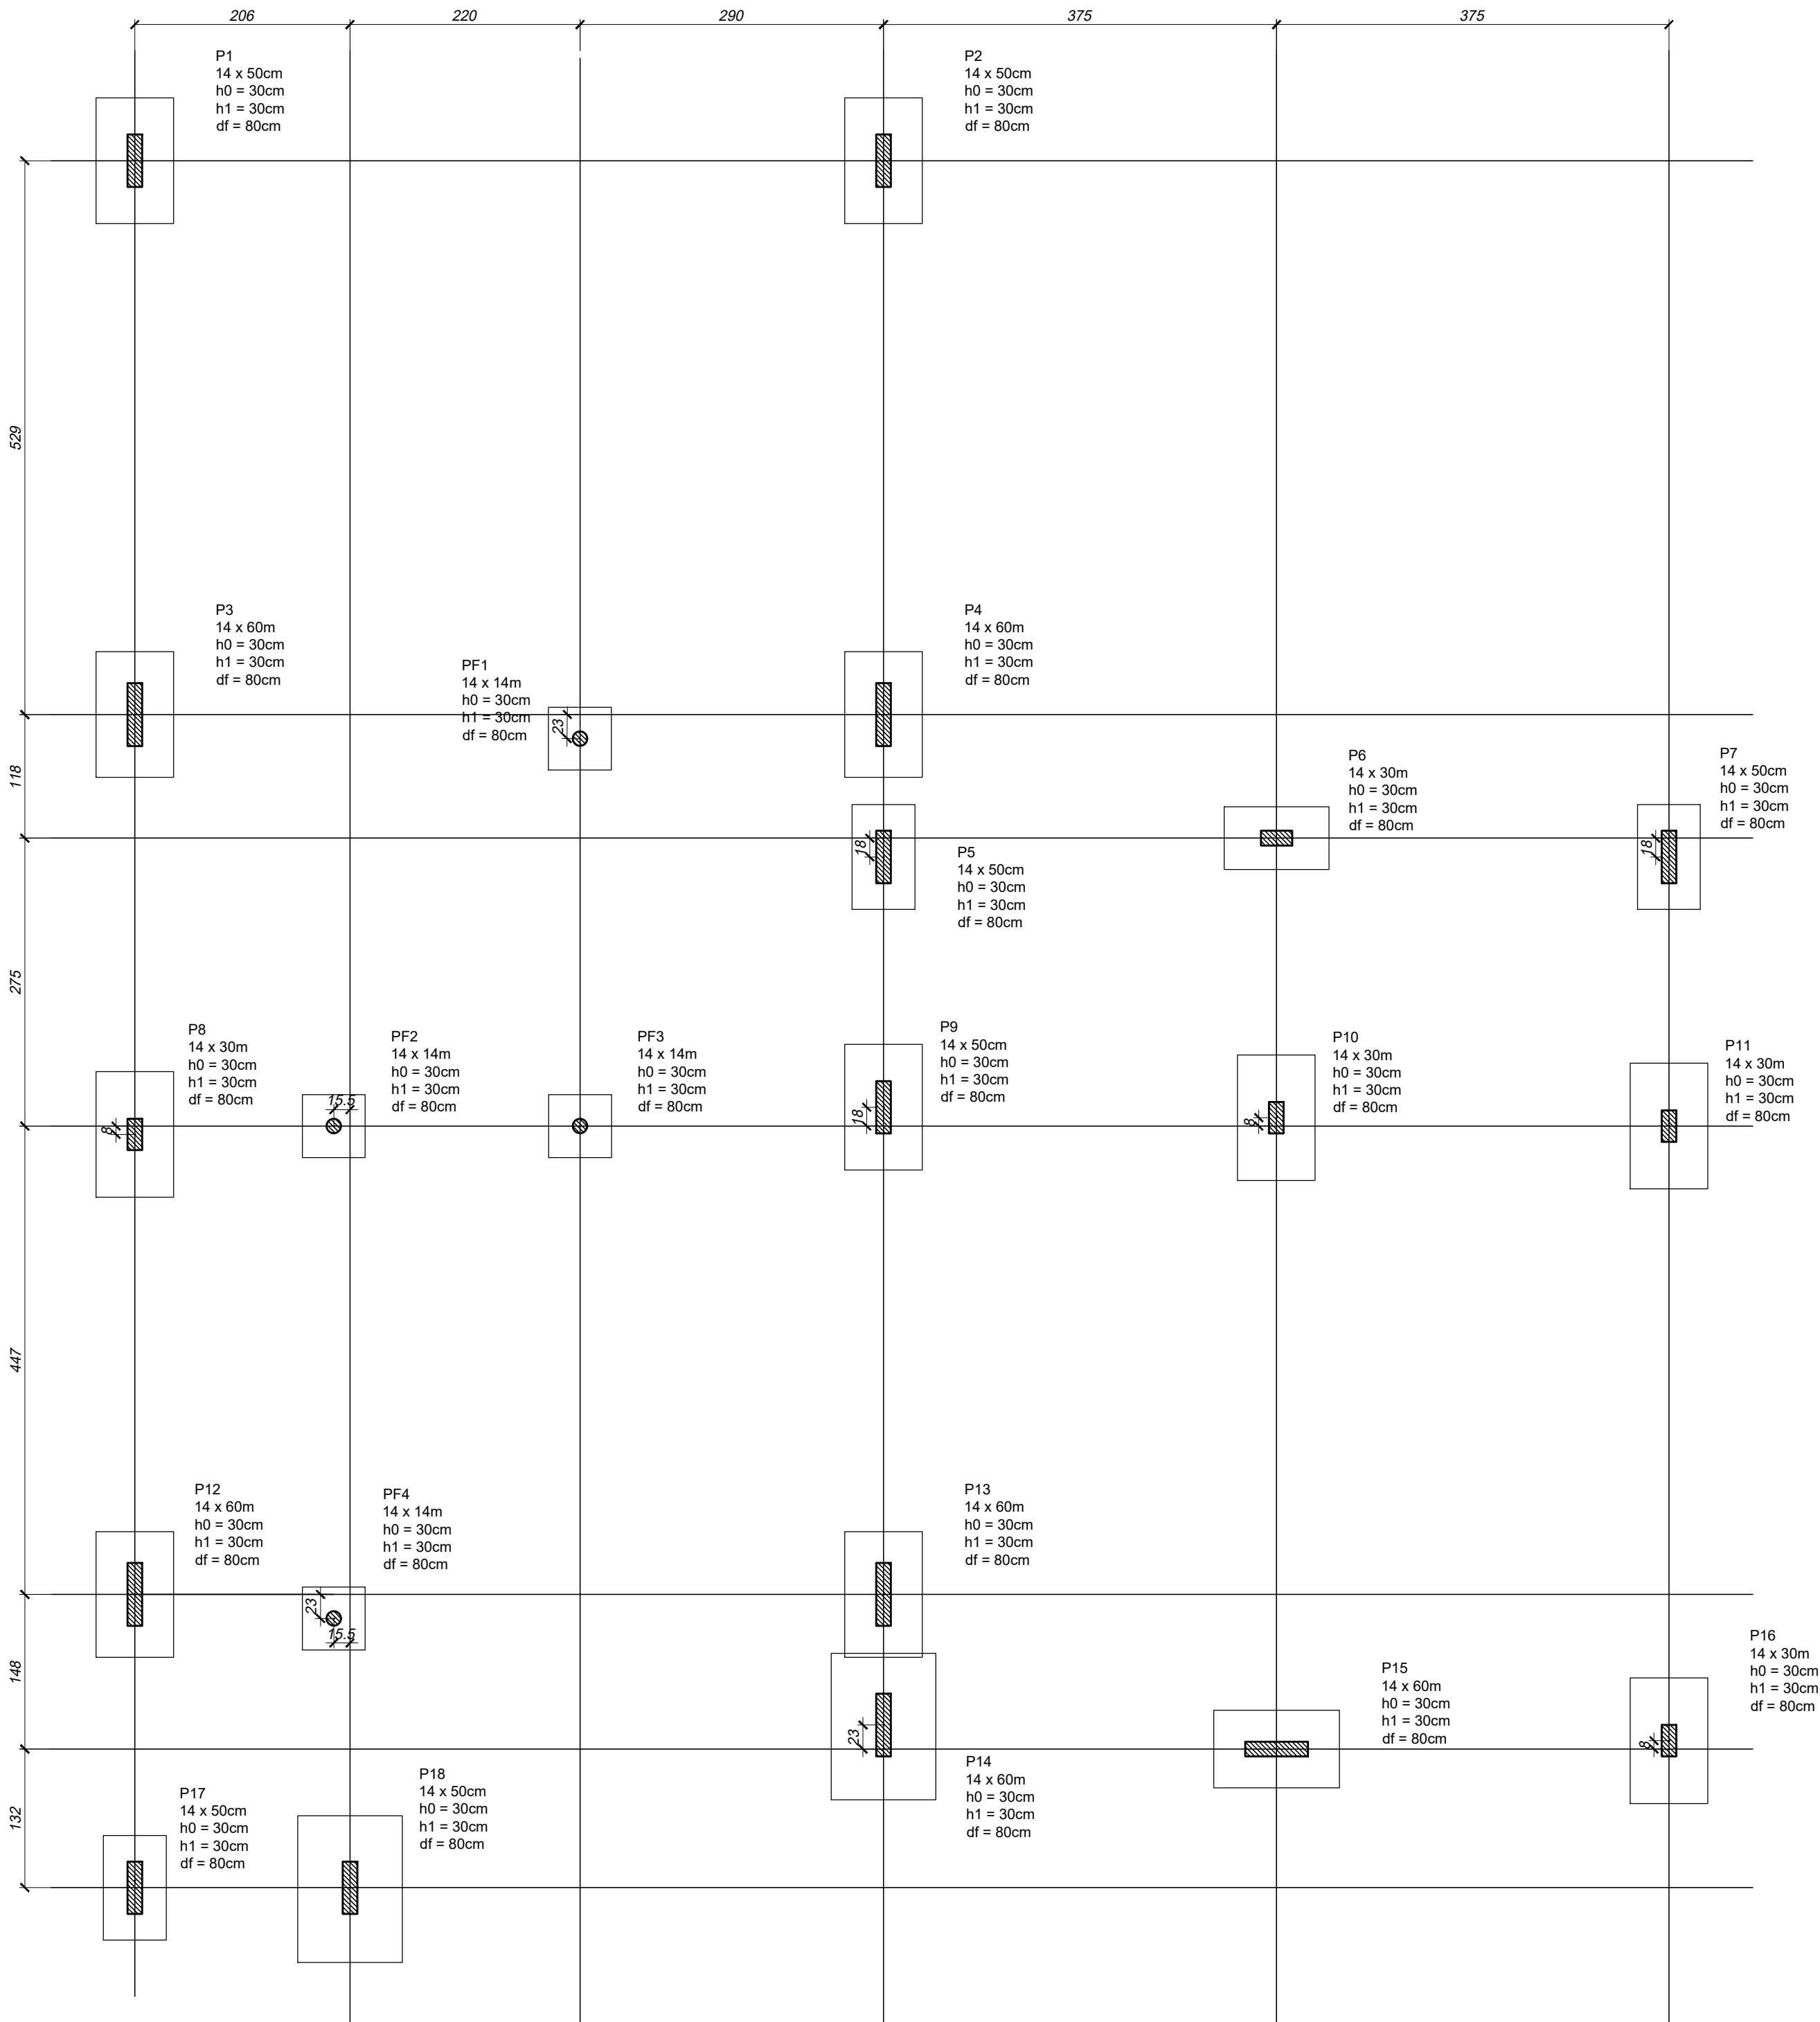 206
220
290
375
375
P1
14 x 50cm
h0 = 30cm
h1 = 30cm
df = 80cm
P2
14 x 50cm
h0 = 30cm
h1 = 30cm
df = 80cm
529
P3
14 x 60m
h0 = 30cm
h1 = 30cm
df = 80cm
PF1
14 x 14m
h0 = 30cm
h1 = 30cm
df = 80cm
23
P4
14 x 60m
h0 = 30cm
h1 = 30cm
df = 80cm
118
P6
14 x 30m
h0 = 30cm
h1 = 30cm
df = 80cm
P7
14 x 50cm
h0 = 30cm
h1 = 30cm
df = 80cm
18
P5
14 x 50cm
h0 = 30cm
h1 = 30cm
df = 80cm
18
275
P8
14 x 30m
h0 = 30cm
h1 = 30cm
df = 80cm
8
PF2
14 x 14m
h0 = 30cm
h1 = 30cm
df = 80cm
15.5
PF3
14 x 14m
h0 = 30cm
h1 = 30cm
df = 80cm
P9
14 x 50cm
h0 = 30cm
h1 = 30cm
df = 80cm
18
P10
14 x 30m
h0 = 30cm
h1 = 30cm
df = 80cm
8
P11
14 x 30m
h0 = 30cm
h1 = 30cm
df = 80cm
447
P12
14 x 60m
h0 = 30cm
h1 = 30cm
df = 80cm
PF4
14 x 14m
h0 = 30cm
h1 = 30cm
df = 80cm
23
15.5
P13
14 x 60m
h0 = 30cm
h1 = 30cm
df = 80cm
148
23
P14
14 x 60m
h0 = 30cm
h1 = 30cm
df = 80cm
P15
14 x 60m
h0 = 30cm
h1 = 30cm
df = 80cm
P16
14 x 30m
h0 = 30cm
h1 = 30cm
df = 80cm
8
132
P17
14 x 50cm
h0 = 30cm
h1 = 30cm
df = 80cm
P18
14 x 50cm
h0 = 30cm
h1 = 30cm
df = 80cm